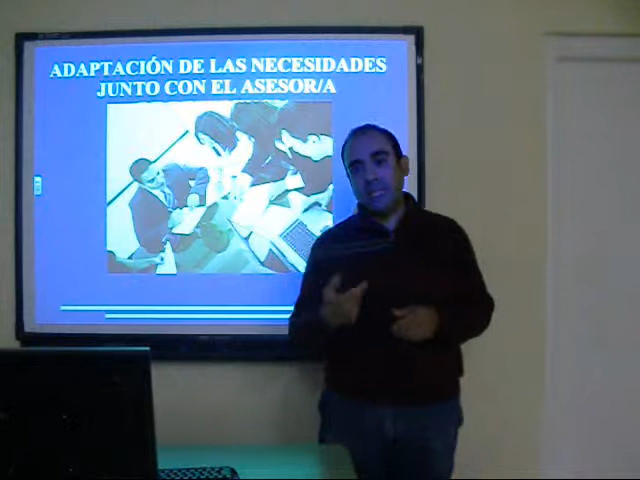 ADAPTACIÓN DE LAS NECESIDADES
JUNTO CON EL ASESOR/A